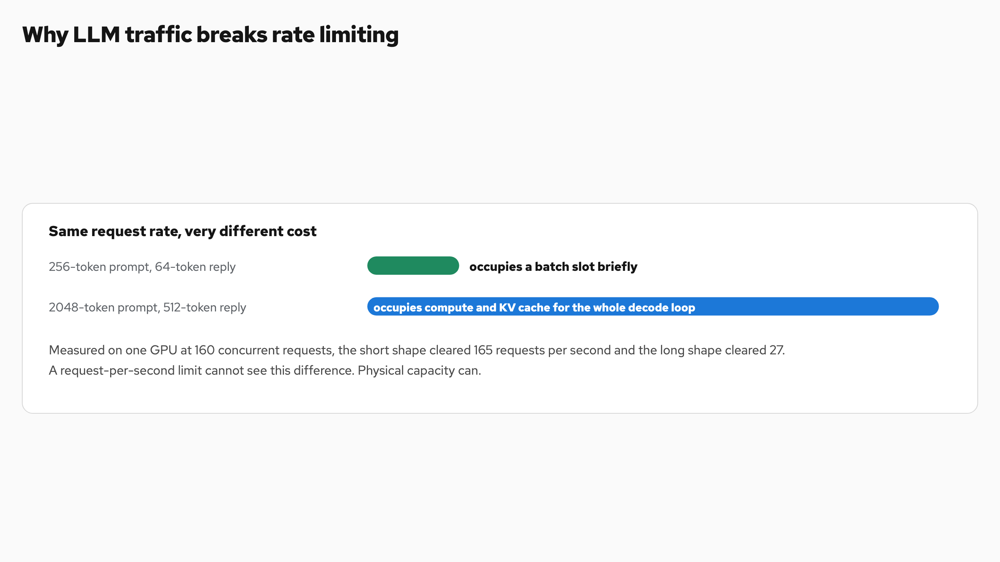 Why LLM traffic breaks rate limiting
Same request rate, very different cost
256-token prompt, 64-token reply
occupies a batch slot briefly
2048-token prompt, 512-token reply
occupies compute and KV cache for the whole decode loop
Measured on one GPU at 160 concurrent requests, the short shape cleared 165 requests per second and the long shape cleared 27.
A request-per-second limit cannot see this difference. Physical capacity can.